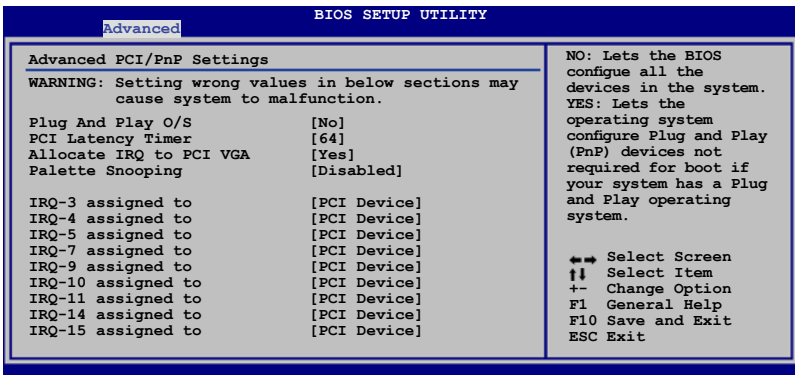 BIOS SETUP UTILITY
Advanced
Advanced PCI/PnP Settings
WARNING: Setting wrong values in below sections may
cause system to malfunction.
Plug And Play O/S [No]
PCI Latency Timer [64]
Allocate IRQ to PCI VGA [Yes]
Palette Snooping [Disabled]
IRQ-3 assigned to [PCI Device]
IRQ-4 assigned to [PCI Device]
IRQ-5 assigned to [PCI Device]
IRQ-7 assigned to [PCI Device]
IRQ-9 assigned to [PCI Device]
IRQ-10 assigned to [PCI Device]
IRQ-11 assigned to [PCI Device]
IRQ-14 assigned to [PCI Device]
IRQ-15 assigned to [PCI Device]
NO: Lets the BIOS
configue all the
devices in the system.
YES: Lets the
operating system
configure Plug and Play
(PnP) devices not
required for boot if
your system has a Plug
and Play operating
system.
←→ Select Screen
↑↓ Select Item
+- Change Option
F1 General Help
F10 Save and Exit
ESC Exit